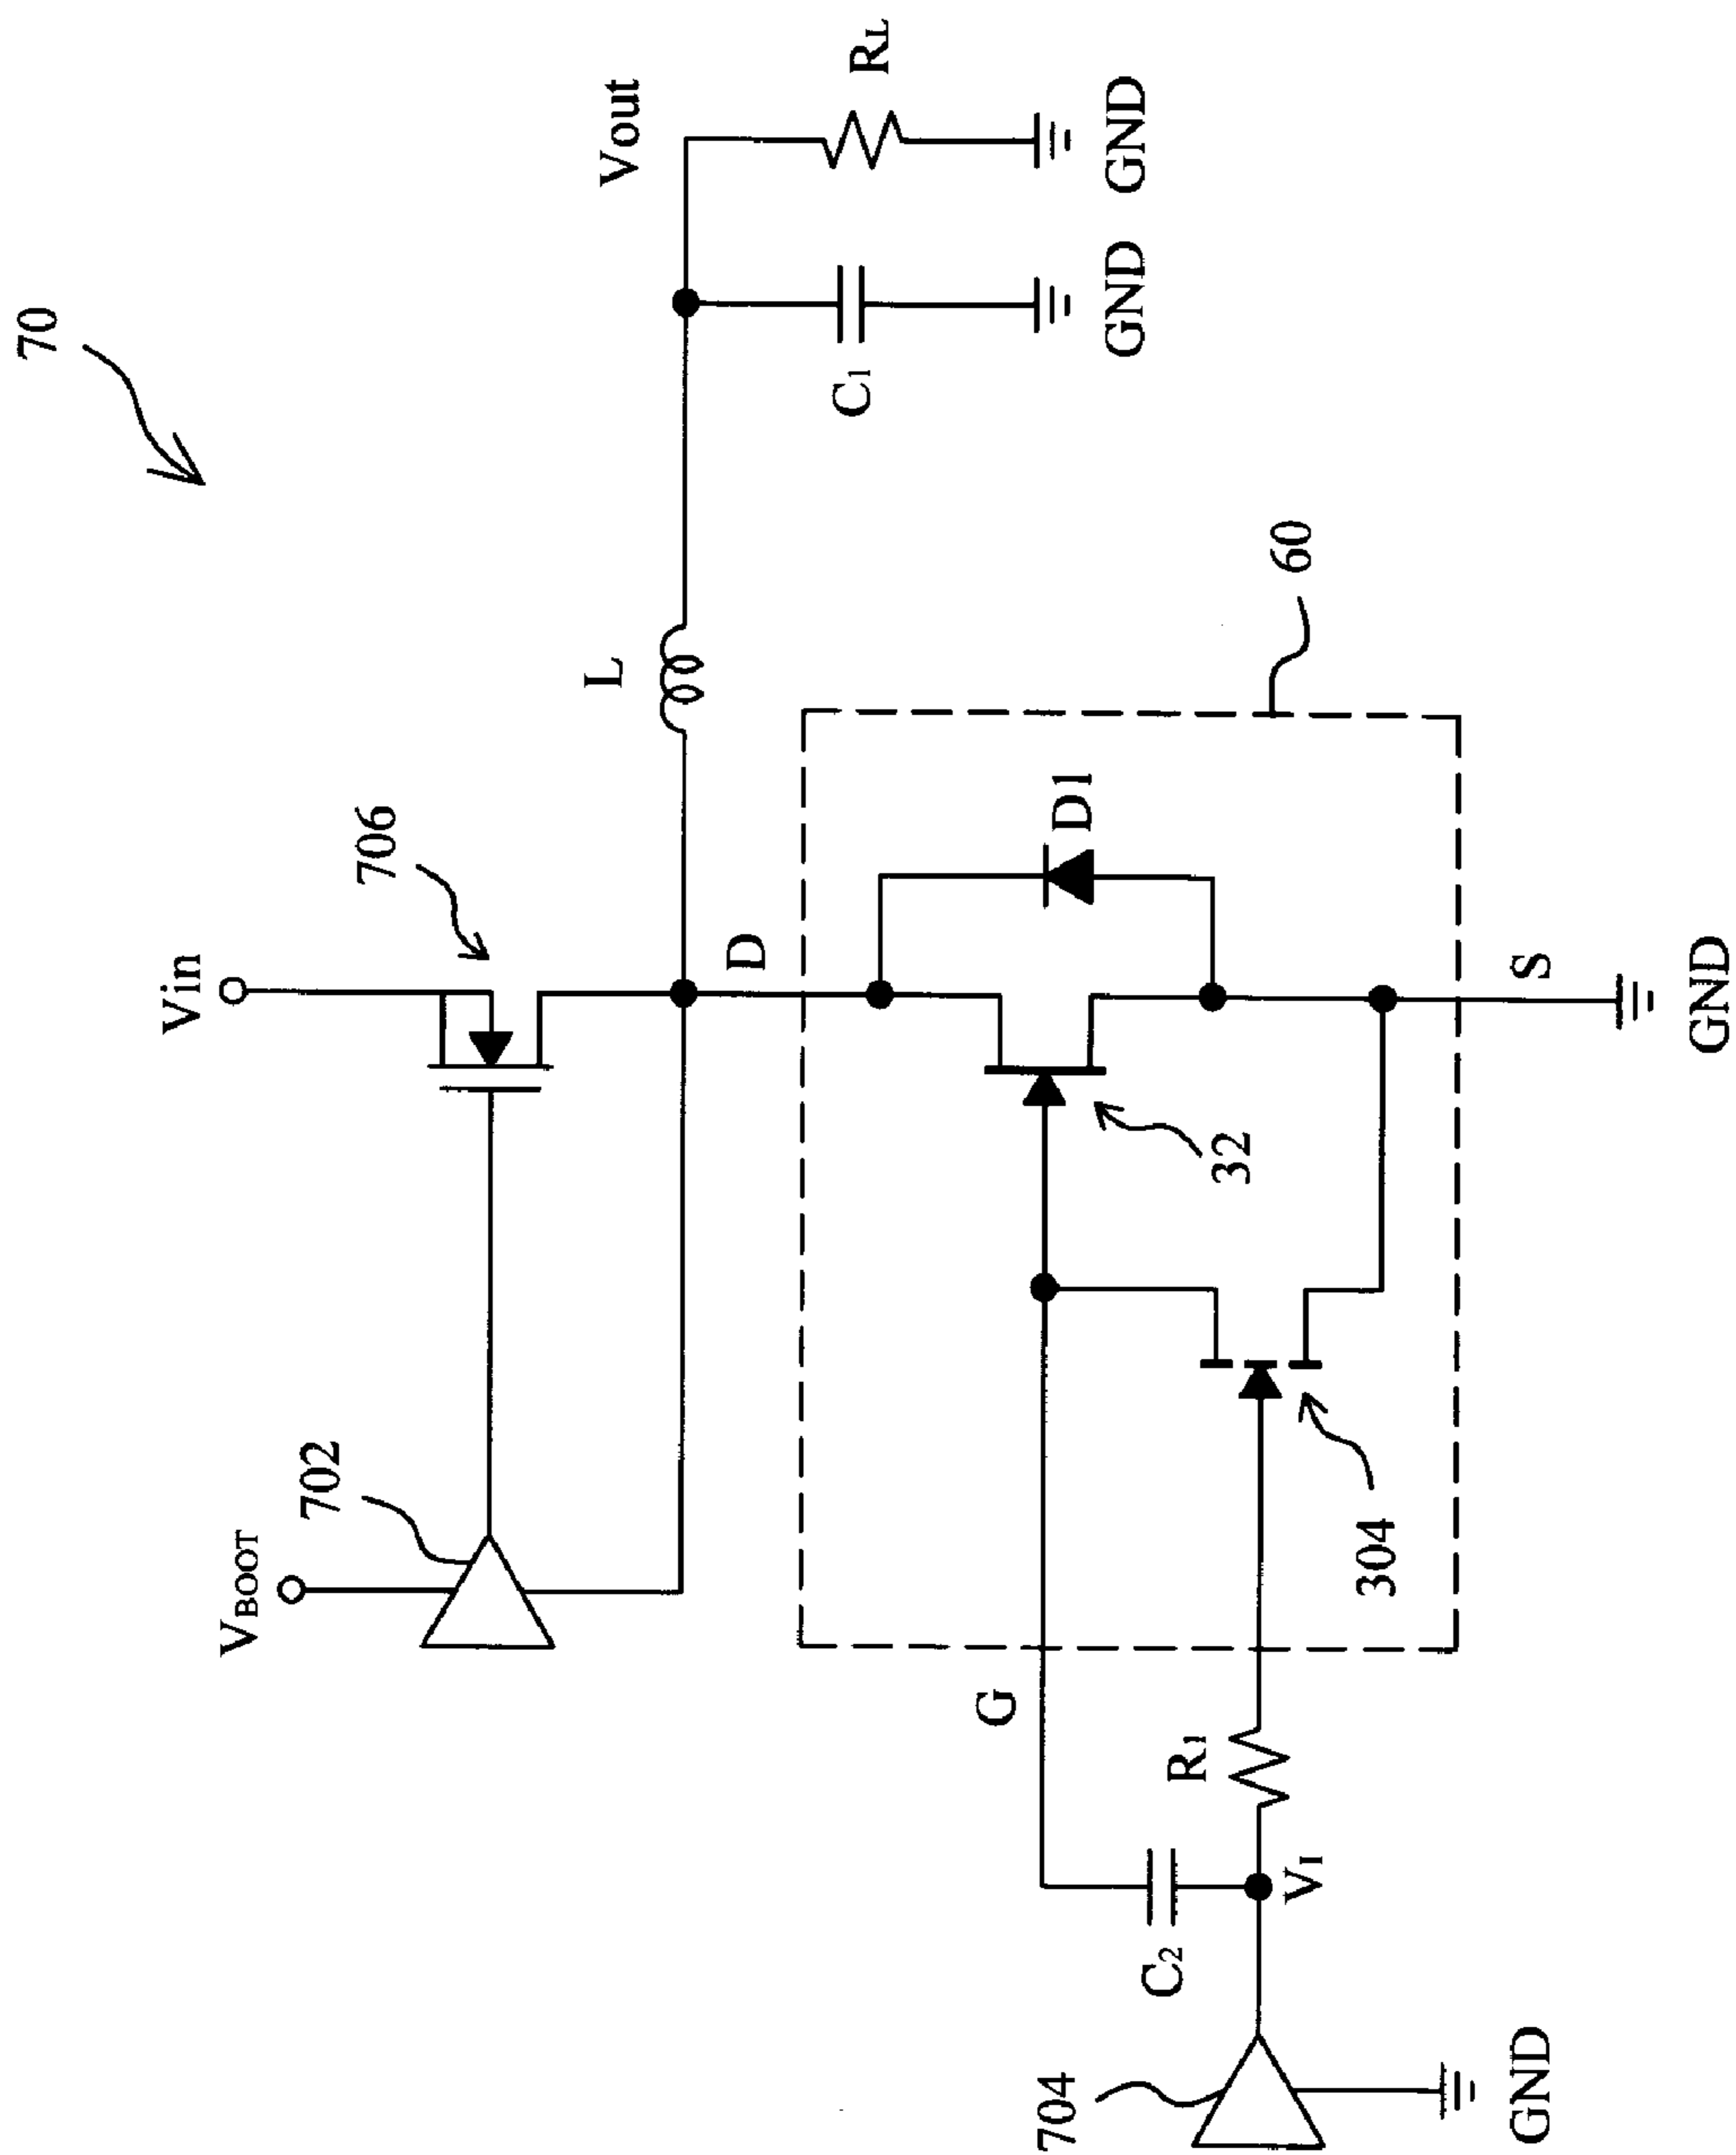 70
Vin
706
VBOOT
702
L
Vout
RL
C1
GND
GND
D
60
D1
32
304
G
S
GND
R1
C2
VI
704
GND